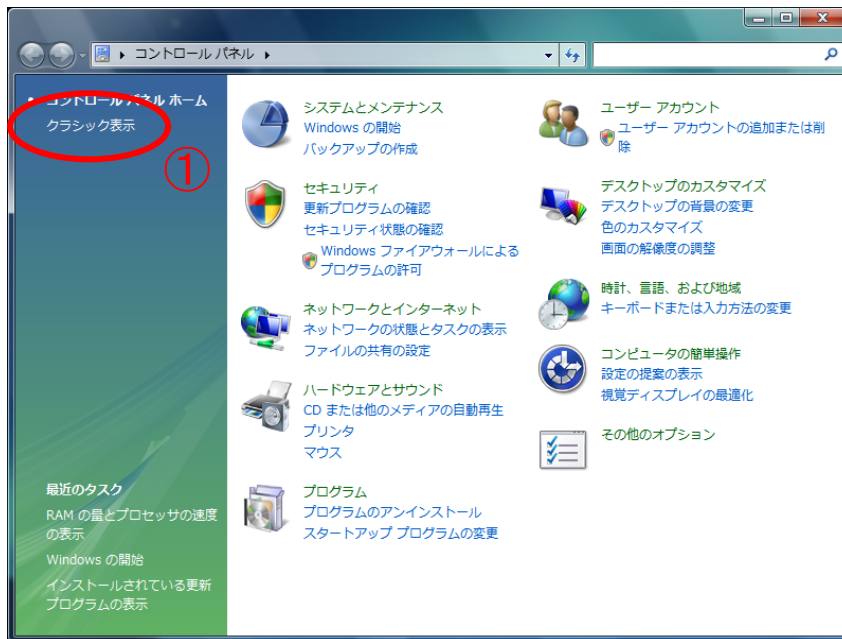 コントロール パネル
コントロール パネル ホーム
クラシック表示
①
最近のタスク
RAM の量とプロセッサの速度
の表示
Windows の開始
インストールされている更新
プログラムの表示
システムとメンテナンス
Windows の開始
バックアップの作成
セキュリティ
更新プログラムの確認
セキュリティ状態の確認
Windows ファイアウォールによる
プログラムの許可
ネットワークとインターネット
ネットワークの状態とタスクの表示
ファイルの共有の設定
ハードウェアとサウンド
CD または他のメディアの自動再生
プリンタ
マウス
プログラム
プログラムのアンインストール
スタートアップ プログラムの変更
ユーザー アカウント
ユーザー アカウントの追加または削
除
デスクトップのカスタマイズ
デスクトップの背景の変更
色のカスタマイズ
画面の解像度の調整
時計、言語、および地域
キーボードまたは入力方法の変更
コンピュータの簡単操作
設定の提案の表示
視覚ディスプレイの最適化
その他のオプション